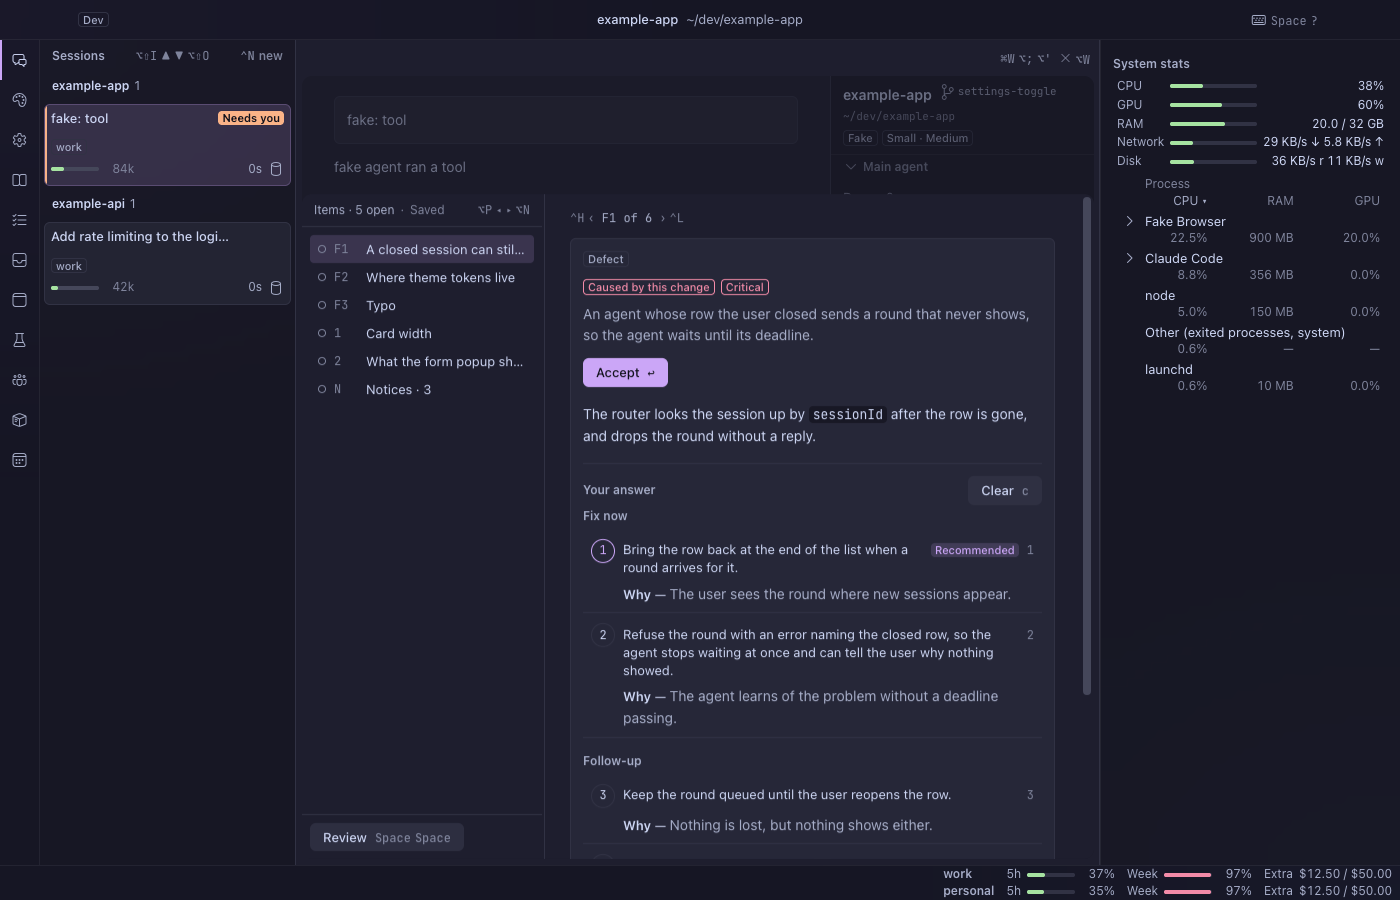 Dev
example-app ~/dev/example-app
Space ?
Sessions ⌥⇧I ▲ ▼ ⌥⇧O ^N new
example-app 1
fake: tool Needs you
work
84k 0s
example-api 1
Add rate limiting to the logi...
work
42k 0s
⌘W ⌥; ⌥' × ⌥W
fake: tool
fake agent ran a tool
example-app settings-toggle
~/dev/example-app
Fake Small · Medium
Main agent
Items · 5 open · Saved ⌥P ◂ ▸ ⌥N
F1 A closed session can stil...
F2 Where theme tokens live
F3 Typo
1 Card width
2 What the form popup sh...
N Notices · 3
Review Space Space
^H ‹ F1 of 6 › ^L
Defect
Caused by this change Critical
An agent whose row the user closed sends a round that never shows,
so the agent waits until its deadline.
Accept ↩
The router looks the session up by sessionId after the row is gone,
and drops the round without a reply.
Your answer Clear c
Fix now
1 Bring the row back at the end of the list when a Recommended 1
round arrives for it.
Why — The user sees the round where new sessions appear.
2 Refuse the round with an error naming the closed row, so the 2
agent stops waiting at once and can tell the user why nothing
showed.
Why — The agent learns of the problem without a deadline
passing.
Follow-up
3 Keep the round queued until the user reopens the row. 3
Why — Nothing is lost, but nothing shows either.
System stats
CPU 38%
GPU 60%
RAM 20.0 / 32 GB
Network 29 KB/s ↓ 5.8 KB/s ↑
Disk 36 KB/s r 11 KB/s w
Process
CPU ▾ RAM GPU
Fake Browser
22.5% 900 MB 20.0%
Claude Code
8.8% 356 MB 0.0%
node
5.0% 150 MB 0.0%
Other (exited processes, system)
0.6% — —
launchd
0.6% 10 MB 0.0%
work 5h 37% Week 97% Extra $12.50 / $50.00
personal 5h 35% Week 97% Extra $12.50 / $50.00